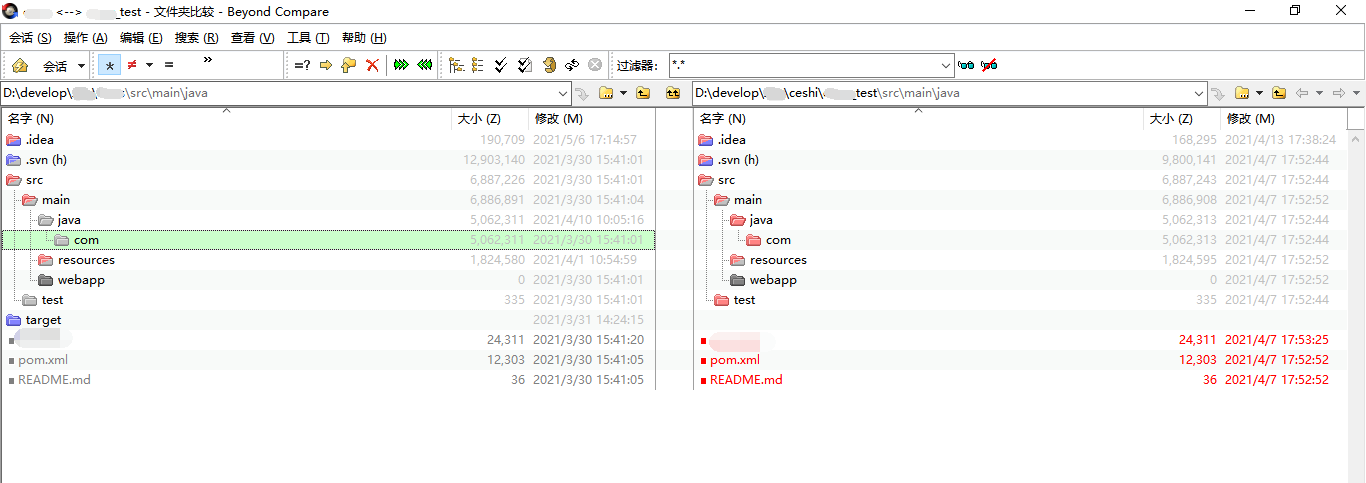 <--> _test - 文件夹比较 - Beyond Compare
会话 (S) 操作 (A) 编辑 (E) 搜索 (R) 查看 (V) 工具 (T) 帮助 (H)
会话 * ≠ = » =? 过滤器: *.*
D:\develop\ \ \src\main\java D:\develop\ \ceshi\ _test\src\main\java
名字 (N) 大小 (Z) 修改 (M) 名字 (N) 大小 (Z) 修改 (M)
.idea 190,709 2021/5/6 17:14:57 .idea 168,295 2021/4/13 17:38:24
.svn (h) 12,903,140 2021/3/30 15:41:01 .svn (h) 9,800,141 2021/4/7 17:52:44
src 6,887,226 2021/3/30 15:41:01 src 6,887,243 2021/4/7 17:52:44
main 6,886,891 2021/3/30 15:41:04 main 6,886,908 2021/4/7 17:52:52
java 5,062,311 2021/4/10 10:05:16 java 5,062,313 2021/4/7 17:52:44
com 5,062,311 2021/3/30 15:41:01 com 5,062,313 2021/4/7 17:52:44
resources 1,824,580 2021/4/1 10:54:59 resources 1,824,595 2021/4/7 17:52:52
webapp 0 2021/3/30 15:41:01 webapp 0 2021/4/7 17:52:52
test 335 2021/3/30 15:41:01 test 335 2021/4/7 17:52:44
target 2021/3/31 14:24:15
24,311 2021/3/30 15:41:20 24,311 2021/4/7 17:53:25
pom.xml 12,303 2021/3/30 15:41:05 pom.xml 12,303 2021/4/7 17:52:52
README.md 36 2021/3/30 15:41:05 README.md 36 2021/4/7 17:52:52